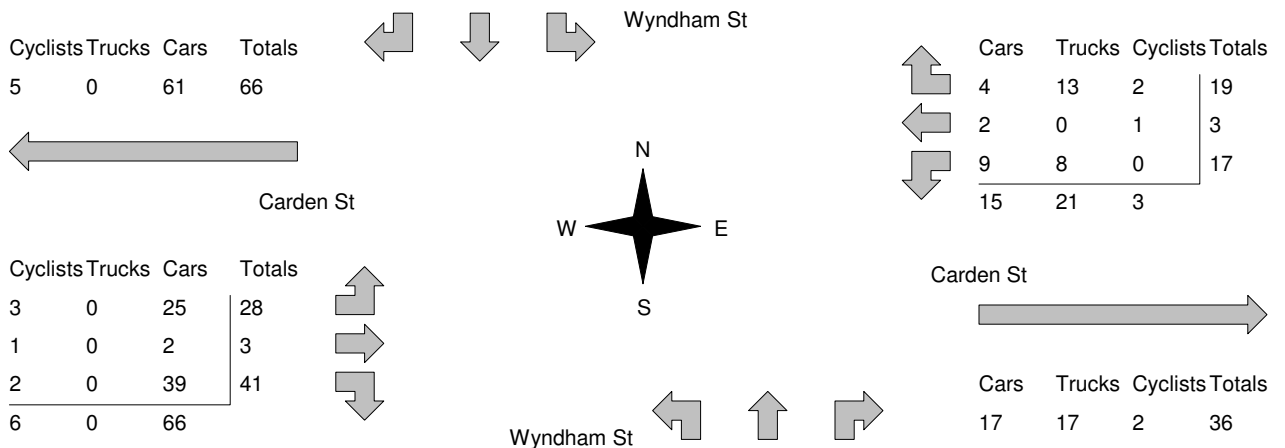 Wyndham St
Cyclists Trucks Cars Totals
5 0 61 66
Cars Trucks Cyclists Totals
4 13 2 19
2 0 1 3
9 8 0 17
15 21 3
Carden St
N
W E
S
Cyclists Trucks Cars Totals
3 0 25 28
1 0 2 3
2 0 39 41
6 0 66
Carden St
Cars Trucks Cyclists Totals
17 17 2 36
Wyndham St